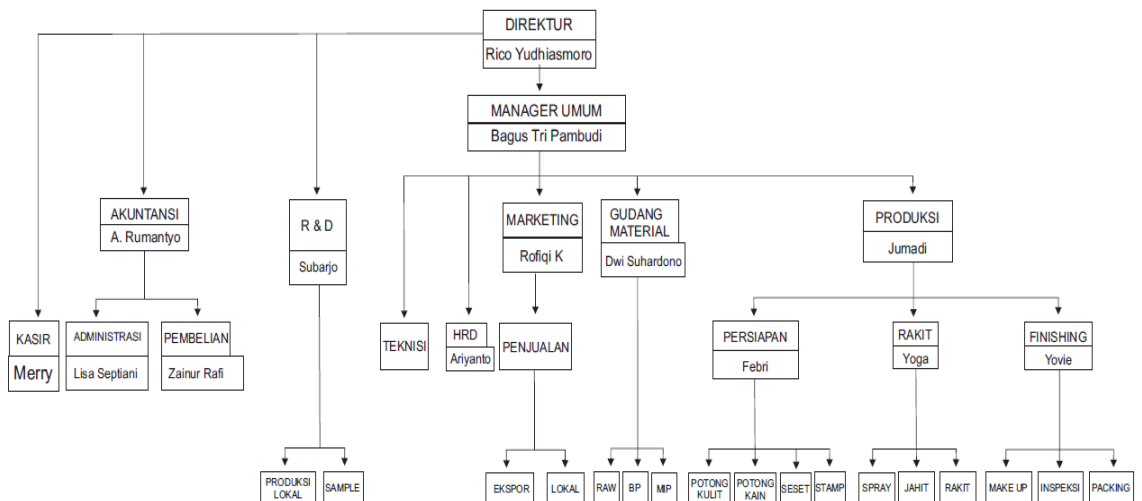 DIREKTUR
Rico Yudhiasmoro
MANAGER UMUM
Bagus Tri Pambudi
AKUNTANSI
A. Rumantyo
R & D
Subarjo
MARKETING
Rofiqi K
GUDANG
MATERIAL
Dwi Suhardono
PRODUKSI
Jumadi
KASIR
Merry
ADMINISTRASI
Lisa Septiani
PEMBELIAN
Zainur Rafi
TEKNISI
HRD
Ariyanto
PENJUALAN
PERSIAPAN
Febri
RAKIT
Yoga
FINISHING
Yovie
PRODUKSI
LOKAL
SAMPLE
EKSPOR
LOKAL
RAW
BP
MIP
POTONG
KULIT
POTONG
KAIN
SESET
STAMP
SPRAY
JAHIT
RAKIT
MAKE UP
INSPEKSI
PACKING